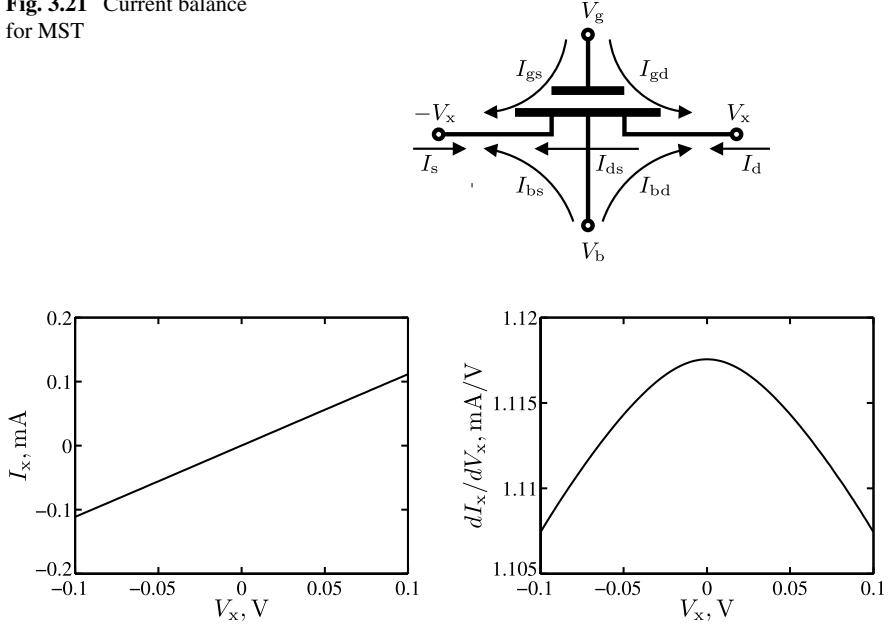 Fig. 3.21 Current balance
for MST
V_g
I_gs
I_gd
−V_x
V_x
I_s
I_ds
I_d
I_bs
I_bd
V_b
0.2
0.1
0
−0.1
−0.2
−0.1
−0.05
0
0.05
0.1
I_x, mA
V_x, V
1.12
1.115
1.11
1.105
−0.1
−0.05
0
0.05
0.1
dI_x/dV_x, mA/V
V_x, V